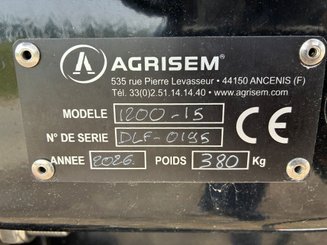 AGRISEM®
535 rue Pierre Levasseur • 44150 ANCENIS (F)
Tél. 33(0)2.51.14.14.40 • www.agrisem.com
MODELE 1200-15
N° DE SERIE DLF-0195
ANNEE 2026 POIDS 380 Kg
CE